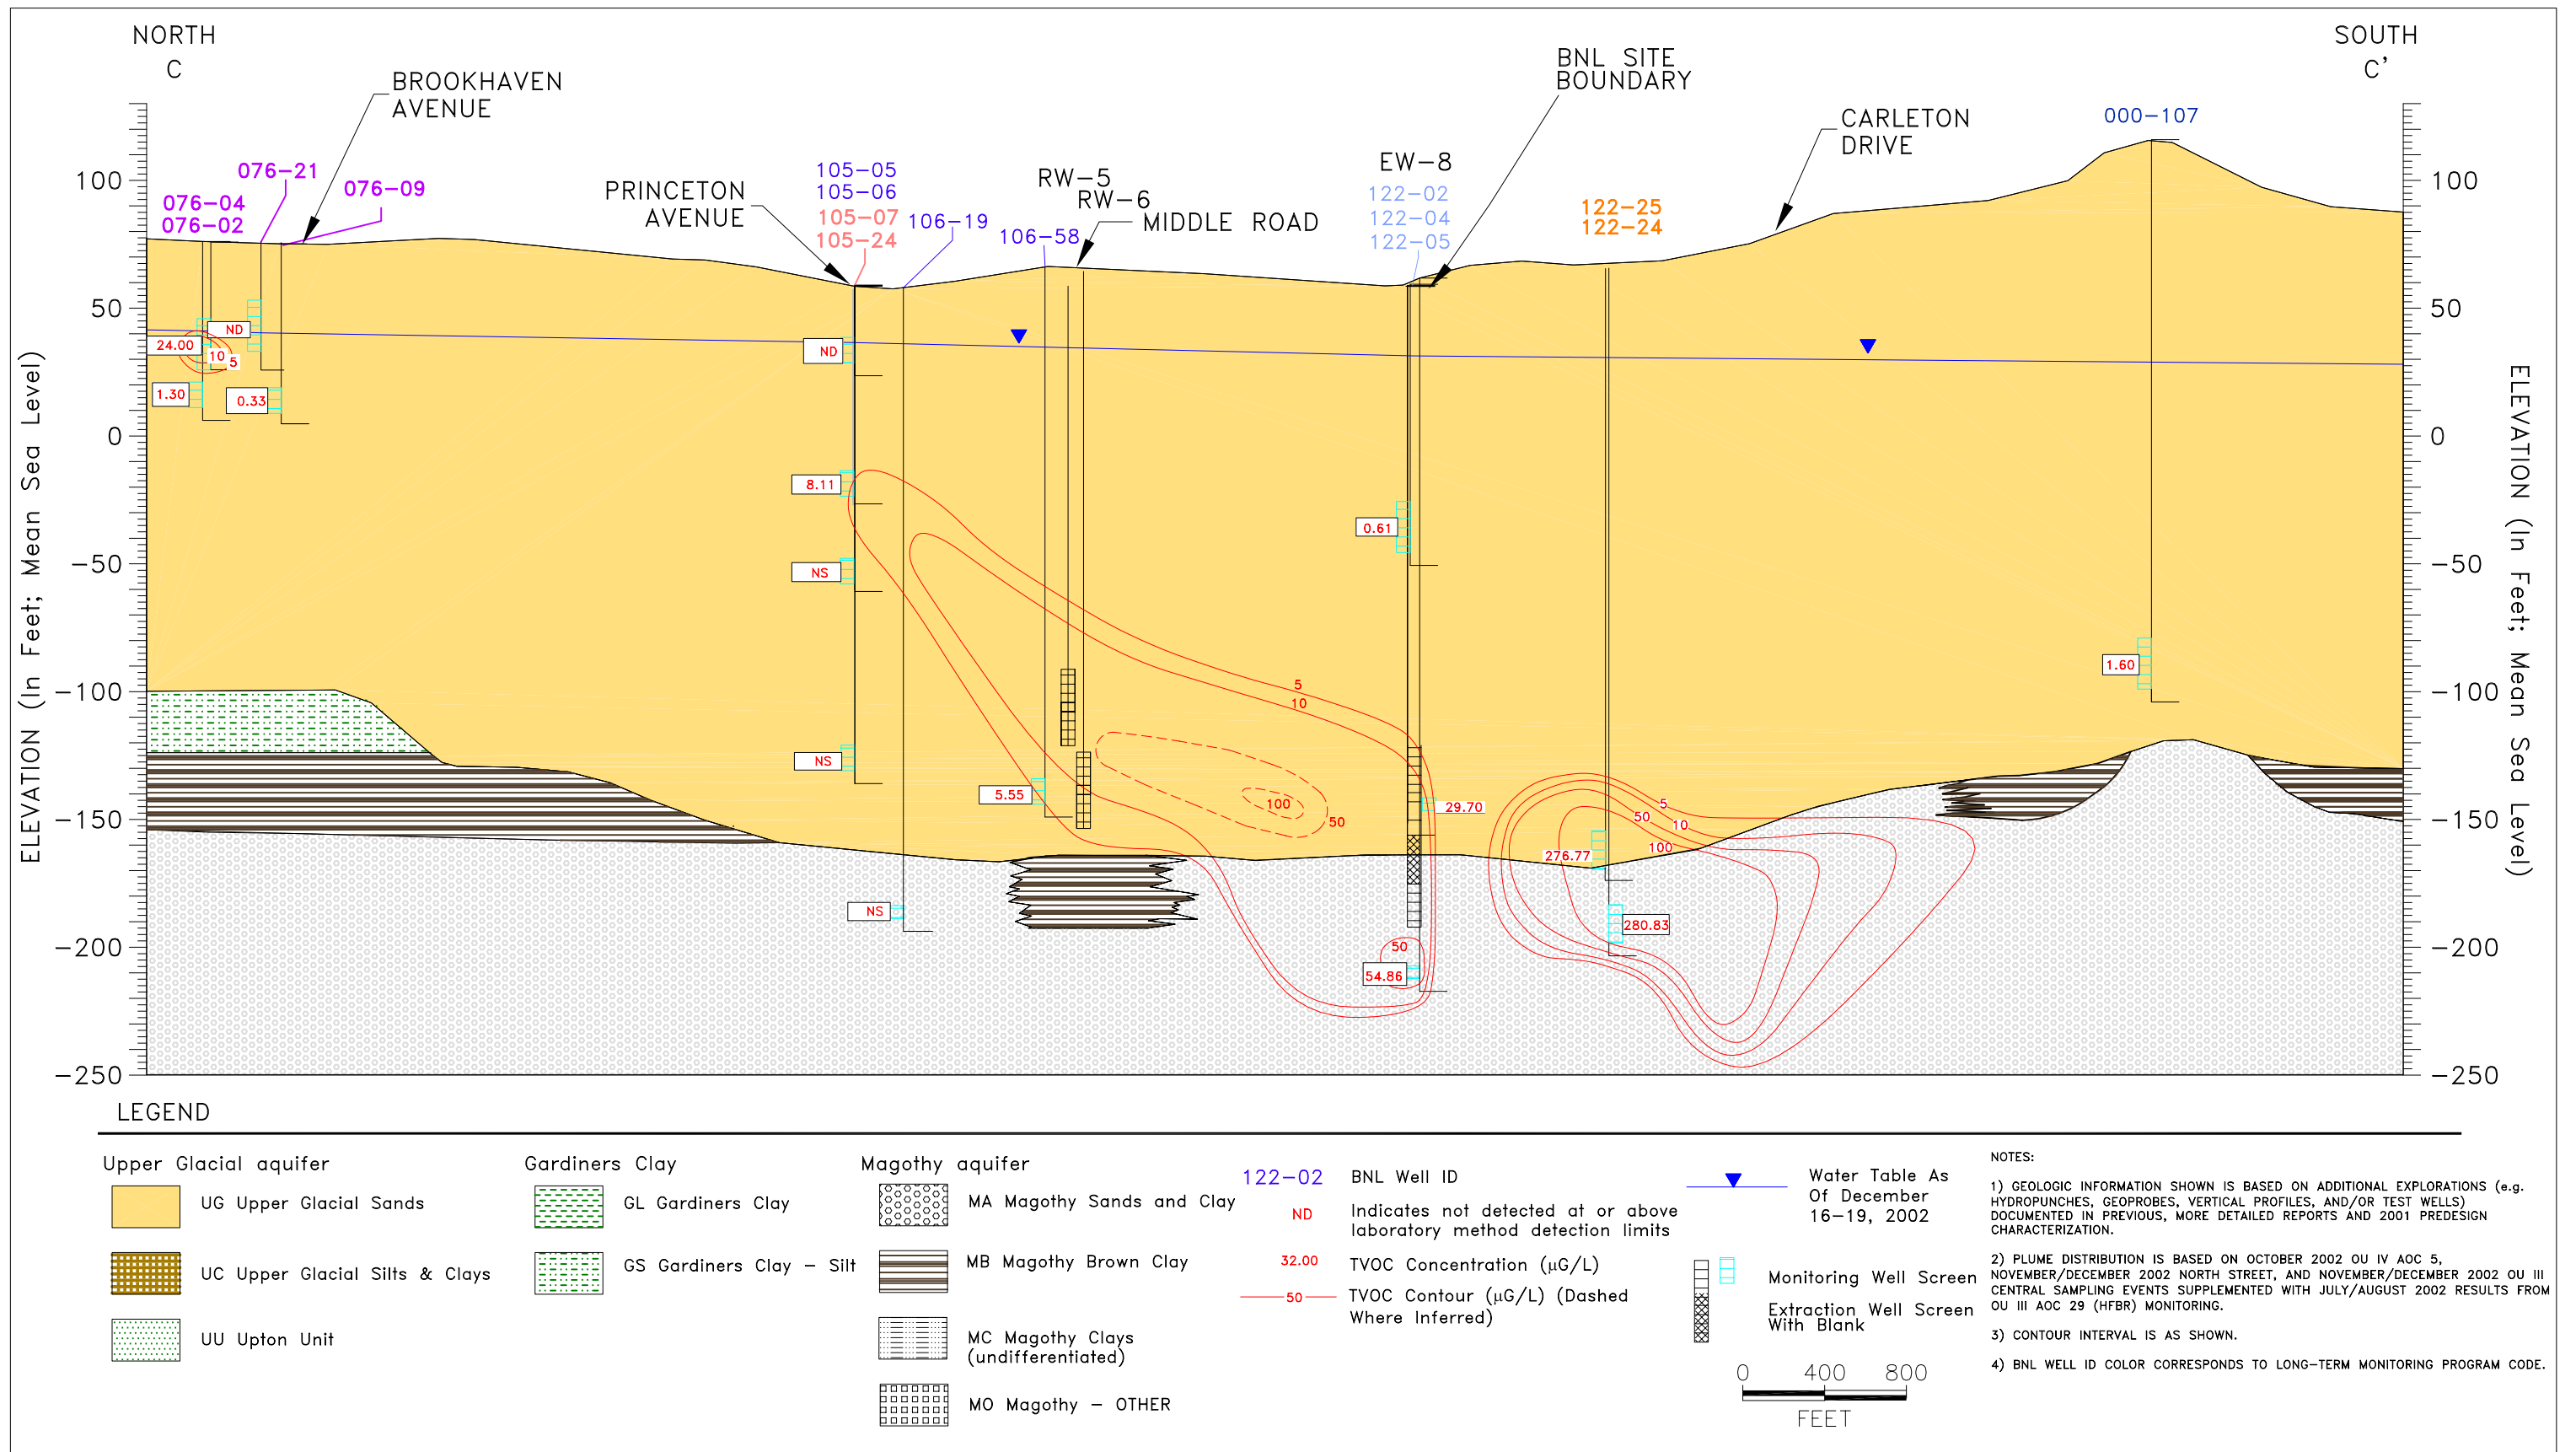 NORTH
C
SOUTH
C'
BROOKHAVEN
AVENUE
BNL SITE
BOUNDARY
CARLETON
DRIVE
000-107
076-21
076-09
076-04
076-02
PRINCETON
AVENUE
105-05
105-06
105-07
105-24
106-19
RW-5
RW-6
106-58
MIDDLE ROAD
EW-8
122-02
122-04
122-05
122-25
122-24
ELEVATION (In Feet; Mean Sea Level)
100
50
0
-50
-100
-150
-200
-250
ELEVATION (In Feet; Mean Sea Level)
100
50
0
-50
-100
-150
-200
-250
ND
24.00
10
5
1.30
0.33
ND
8.11
NS
NS
NS
5.55
0.61
5
10
100
50
29.70
50
54.86
5
50
10
100
276.77
280.83
1.60
LEGEND
Upper Glacial aquifer
UG Upper Glacial Sands
UC Upper Glacial Silts & Clays
UU Upton Unit
Gardiners Clay
GL Gardiners Clay
GS Gardiners Clay - Silt
Magothy aquifer
MA Magothy Sands and Clay
MB Magothy Brown Clay
MC Magothy Clays
(undifferentiated)
MO Magothy - OTHER
122-02 BNL Well ID
ND Indicates not detected at or above
laboratory method detection limits
32.00 TVOC Concentration (μG/L)
50 TVOC Contour (μG/L) (Dashed
Where Inferred)
Water Table As
Of December
16-19, 2002
Monitoring Well Screen
Extraction Well Screen
With Blank
0 400 800
FEET
NOTES:
1) GEOLOGIC INFORMATION SHOWN IS BASED ON ADDITIONAL EXPLORATIONS (e.g.
HYDROPUNCHES, GEOPROBES, VERTICAL PROFILES, AND/OR TEST WELLS)
DOCUMENTED IN PREVIOUS, MORE DETAILED REPORTS AND 2001 PREDESIGN
CHARACTERIZATION.
2) PLUME DISTRIBUTION IS BASED ON OCTOBER 2002 OU IV AOC 5,
NOVEMBER/DECEMBER 2002 NORTH STREET, AND NOVEMBER/DECEMBER 2002 OU III
CENTRAL SAMPLING EVENTS SUPPLEMENTED WITH JULY/AUGUST 2002 RESULTS FROM
OU III AOC 29 (HFBR) MONITORING.
3) CONTOUR INTERVAL IS AS SHOWN.
4) BNL WELL ID COLOR CORRESPONDS TO LONG-TERM MONITORING PROGRAM CODE.